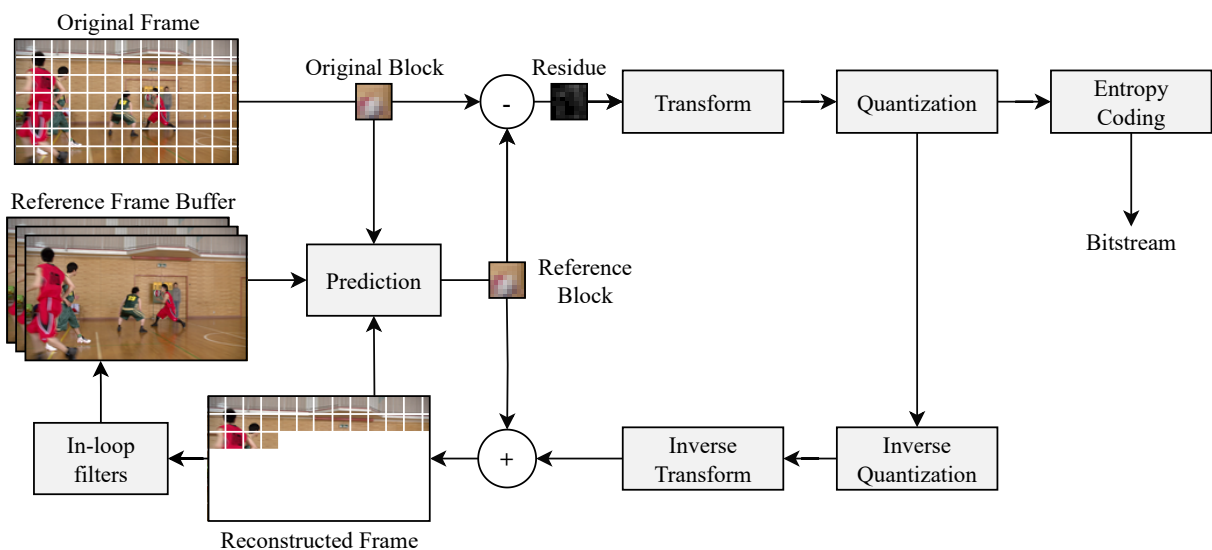 Original Frame
Original Block
-
Residue
Transform
Quantization
Entropy
Coding
Reference Frame Buffer
Bitstream
Prediction
Reference
Block
In-loop
filters
+
Inverse
Transform
Inverse
Quantization
Reconstructed Frame